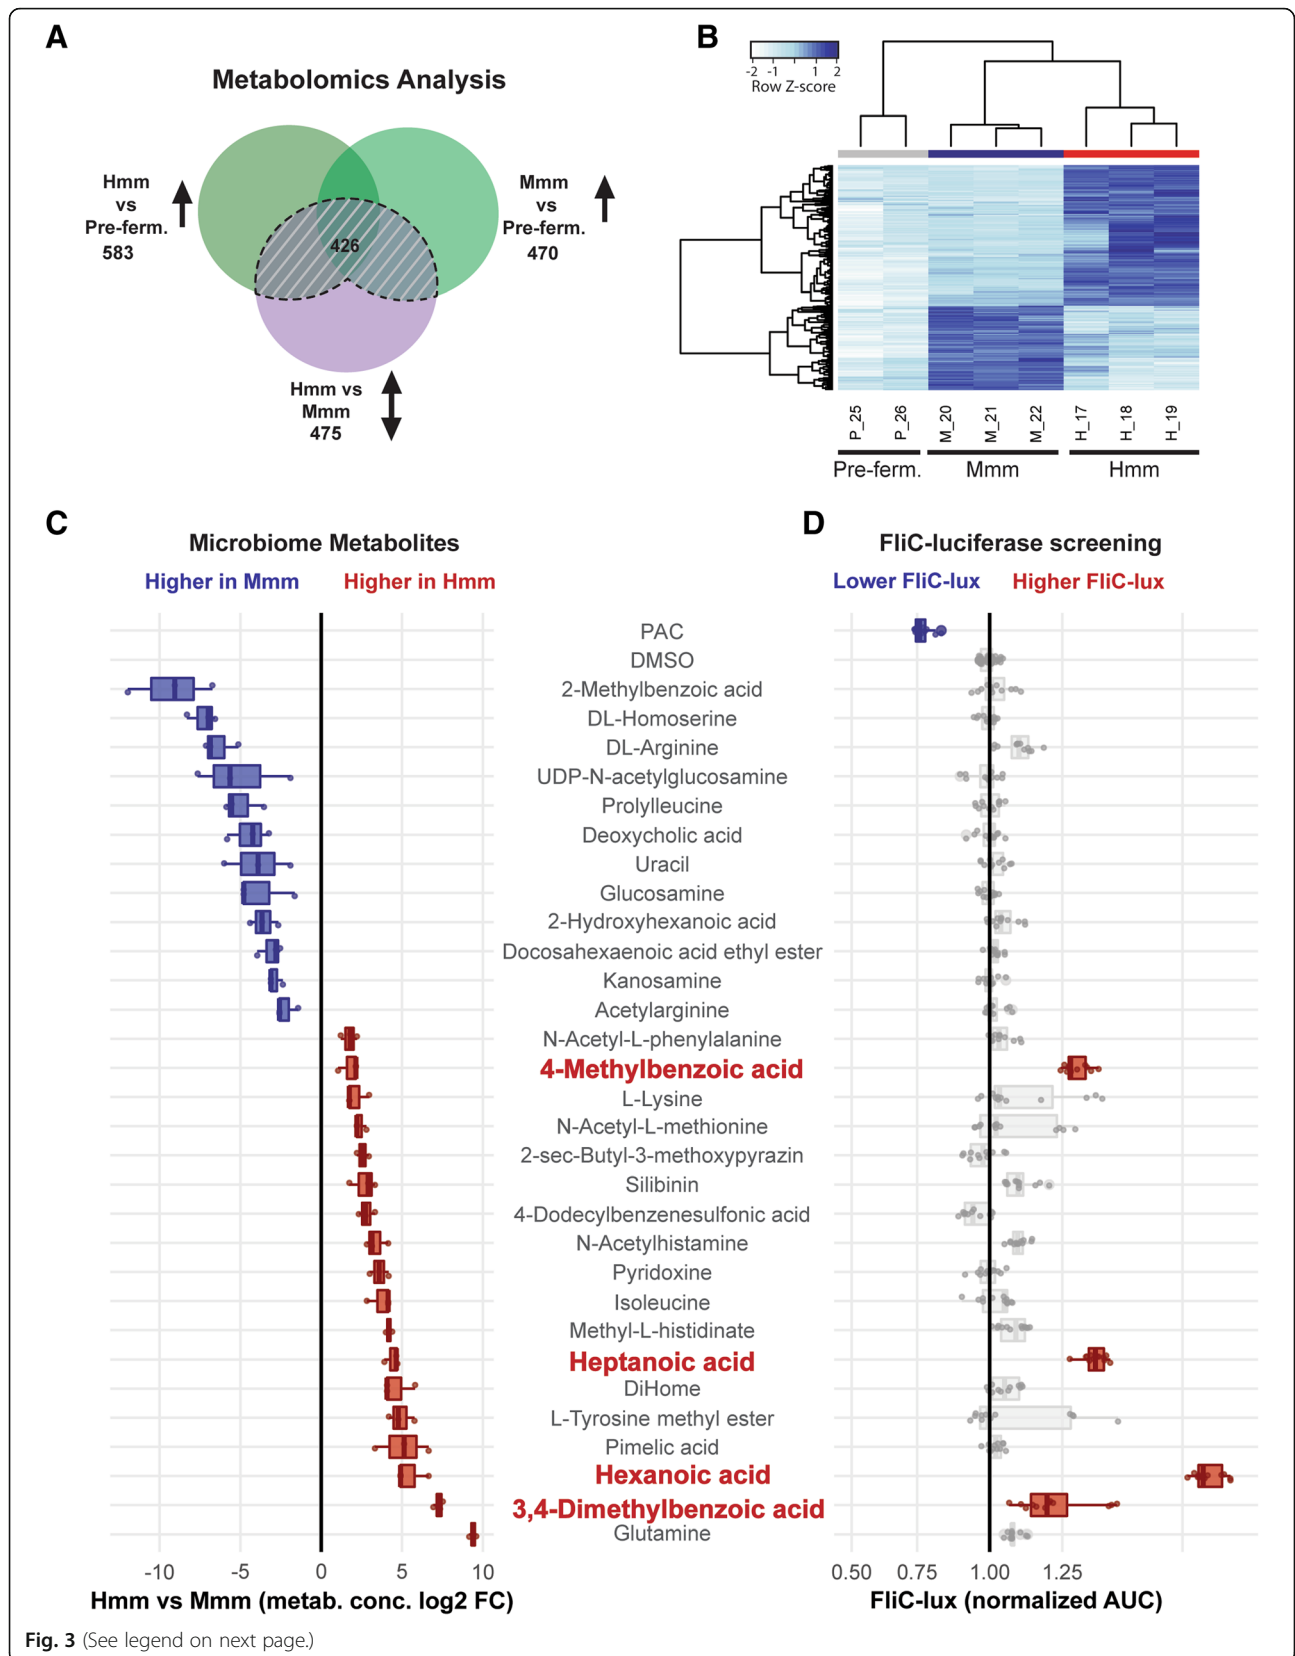 A
Metabolomics Analysis
Hmm
vs
Pre-ferm.
583
Mmm
vs
Pre-ferm.
470
426
Hmm vs
Mmm
475
B
-2 -1 1 2
Row Z-score
P_25
P_26
M_20
M_21
M_22
H_17
H_18
H_19
Pre-ferm.
Mmm
Hmm
C
Microbiome Metabolites
Higher in Mmm
Higher in Hmm
D
FliC-luciferase screening
Lower FliC-lux
Higher FliC-lux
PAC
DMSO
2-Methylbenzoic acid
DL-Homoserine
DL-Arginine
UDP-N-acetylglucosamine
Prolylleucine
Deoxycholic acid
Uracil
Glucosamine
2-Hydroxyhexanoic acid
Docosahexaenoic acid ethyl ester
Kanosamine
Acetylarginine
N-Acetyl-L-phenylalanine
4-Methylbenzoic acid
L-Lysine
N-Acetyl-L-methionine
2-sec-Butyl-3-methoxypyrazin
Silibinin
4-Dodecylbenzenesulfonic acid
N-Acetylhistamine
Pyridoxine
Isoleucine
Methyl-L-histidinate
Heptanoic acid
DiHome
L-Tyrosine methyl ester
Pimelic acid
Hexanoic acid
3,4-Dimethylbenzoic acid
Glutamine
-10 -5 0 5 10
Hmm vs Mmm (metab. conc. log2 FC)
0.50 0.75 1.00 1.25
FliC-lux (normalized AUC)
Fig. 3 (See legend on next page.)